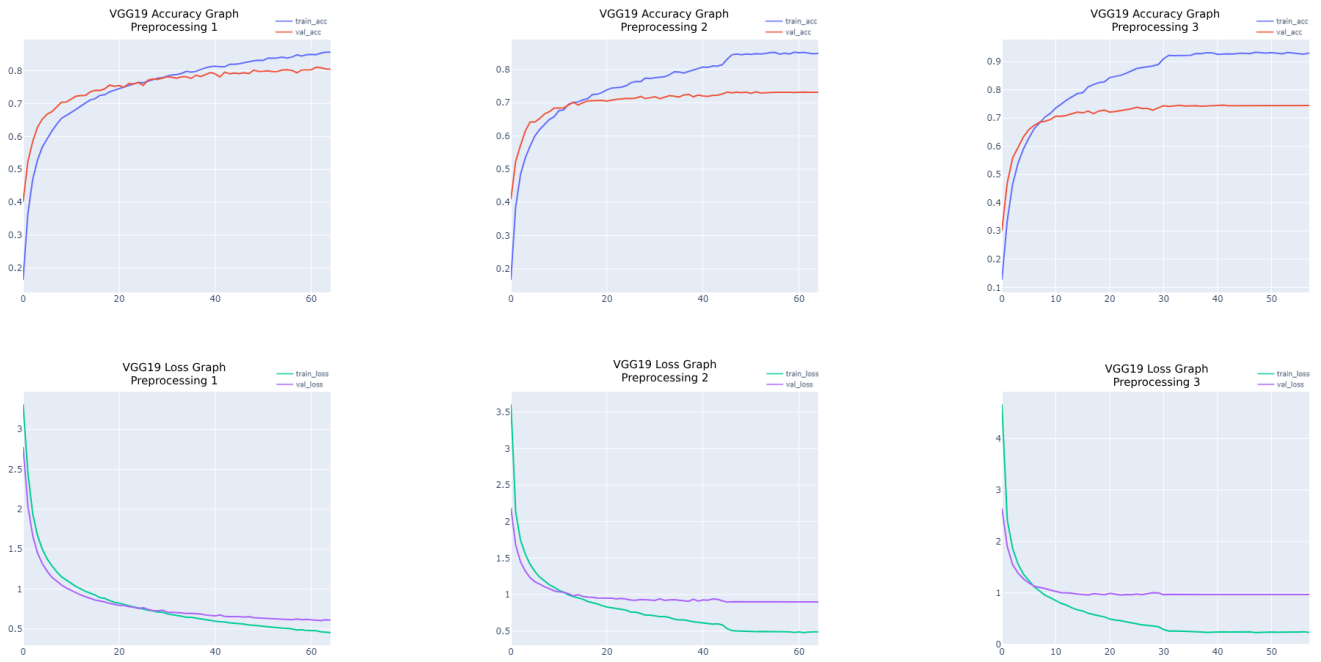 VGG19 Accuracy Graph
Preprocessing 1
train_acc
val_acc
0.8
0.7
0.6
0.5
0.4
0.3
0.2
0
20
40
60
VGG19 Accuracy Graph
Preprocessing 2
train_acc
val_acc
0.8
0.7
0.6
0.5
0.4
0.3
0.2
0
20
40
60
VGG19 Accuracy Graph
Preprocessing 3
train_acc
val_acc
0.9
0.8
0.7
0.6
0.5
0.4
0.3
0.2
0.1
0
10
20
30
40
50
VGG19 Loss Graph
Preprocessing 1
train_loss
val_loss
3
2.5
2
1.5
1
0.5
0
20
40
60
VGG19 Loss Graph
Preprocessing 2
train_loss
val_loss
3.5
3
2.5
2
1.5
1
0.5
0
20
40
60
VGG19 Loss Graph
Preprocessing 3
train_loss
val_loss
4
3
2
1
0
0
10
20
30
40
50